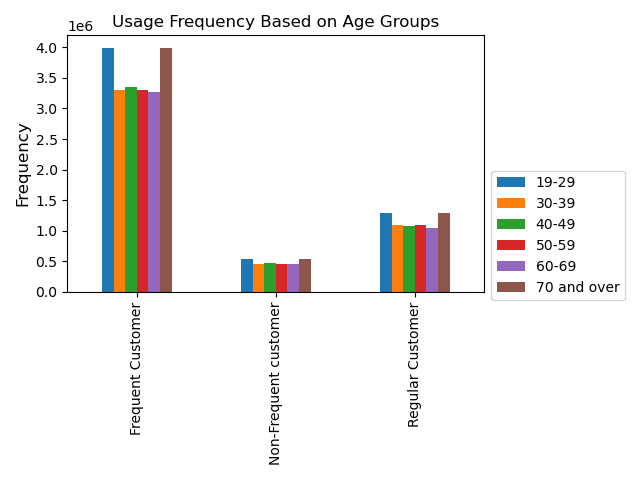 Usage Frequency Based on Age Groups
1e6
4.0
3.5
3.0
2.5
2.0
1.5
1.0
0.5
0.0
Frequency
Frequent Customer
Non-Frequent customer
Regular Customer
19-29
30-39
40-49
50-59
60-69
70 and over